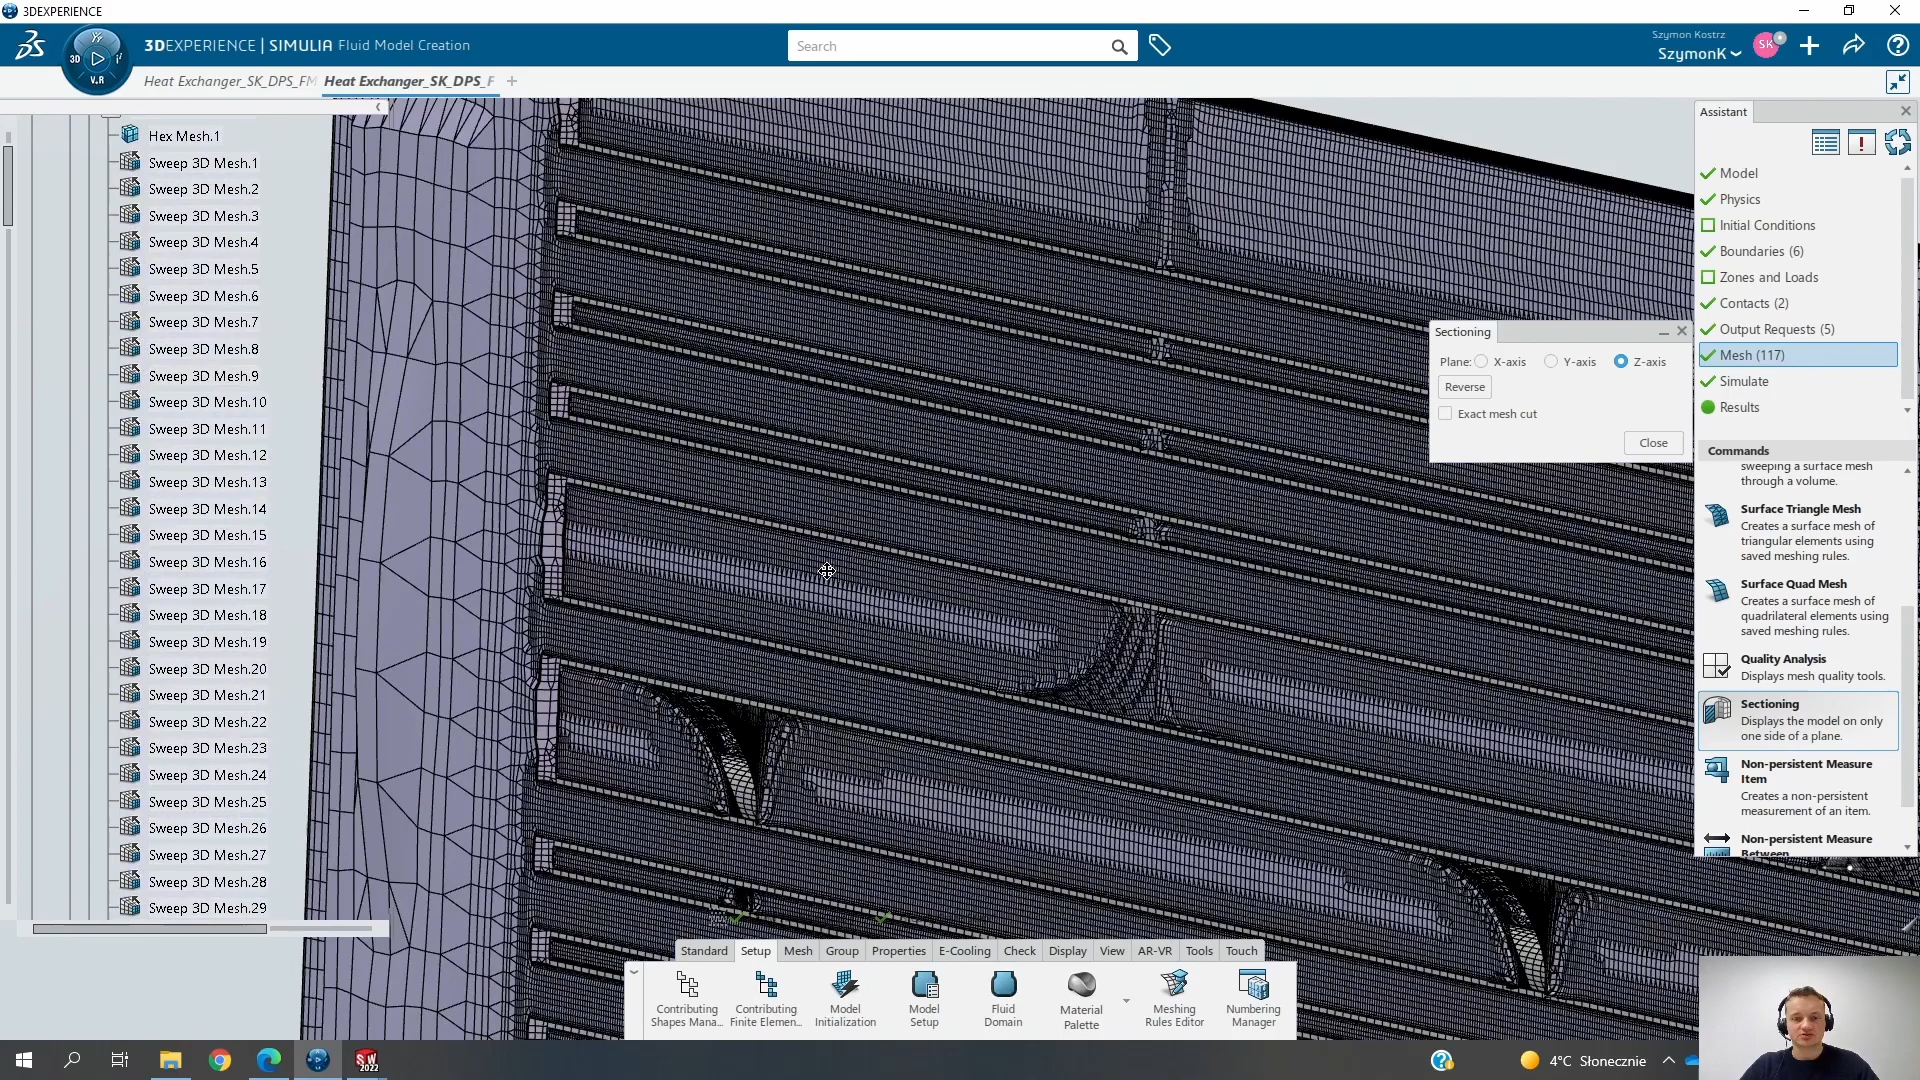 3DEXPERIENCE
3DEXPERIENCE | SIMULIA Fluid Model Creation
Search
Szymon Kostrz
SzymonK
SK
3D
V.R
Heat Exchanger_SK_DPS_FM
Heat Exchanger_SK_DPS_F
Hex Mesh.1
Sweep 3D Mesh.1
Sweep 3D Mesh.2
Sweep 3D Mesh.3
Sweep 3D Mesh.4
Sweep 3D Mesh.5
Sweep 3D Mesh.6
Sweep 3D Mesh.7
Sweep 3D Mesh.8
Sweep 3D Mesh.9
Sweep 3D Mesh.10
Sweep 3D Mesh.11
Sweep 3D Mesh.12
Sweep 3D Mesh.13
Sweep 3D Mesh.14
Sweep 3D Mesh.15
Sweep 3D Mesh.16
Sweep 3D Mesh.17
Sweep 3D Mesh.18
Sweep 3D Mesh.19
Sweep 3D Mesh.20
Sweep 3D Mesh.21
Sweep 3D Mesh.22
Sweep 3D Mesh.23
Sweep 3D Mesh.24
Sweep 3D Mesh.25
Sweep 3D Mesh.26
Sweep 3D Mesh.27
Sweep 3D Mesh.28
Sweep 3D Mesh.29
Sectioning
Plane: X-axis Y-axis Z-axis
Reverse
Exact mesh cut
Close
Assistant
Model
Physics
Initial Conditions
Boundaries (6)
Zones and Loads
Contacts (2)
Output Requests (5)
Mesh (117)
Simulate
Results
Commands
sweeping a surface mesh
through a volume.
Surface Triangle Mesh
Creates a surface mesh of
triangular elements using
saved meshing rules.
Surface Quad Mesh
Creates a surface mesh of
quadrilateral elements using
saved meshing rules.
Quality Analysis
Displays mesh quality tools.
Sectioning
Displays the model on only
one side of a plane.
Non-persistent Measure
Item
Creates a non-persistent
measurement of an item.
Non-persistent Measure
Between
Standard Setup Mesh Group Properties E-Cooling Check Display View AR-VR Tools Touch
Contributing
Shapes Mana...
Contributing
Finite Elemen...
Model
Initialization
Model
Setup
Fluid
Domain
Material
Palette
Meshing
Rules Editor
Numbering
Manager
SW
2022
4°C Słonecznie